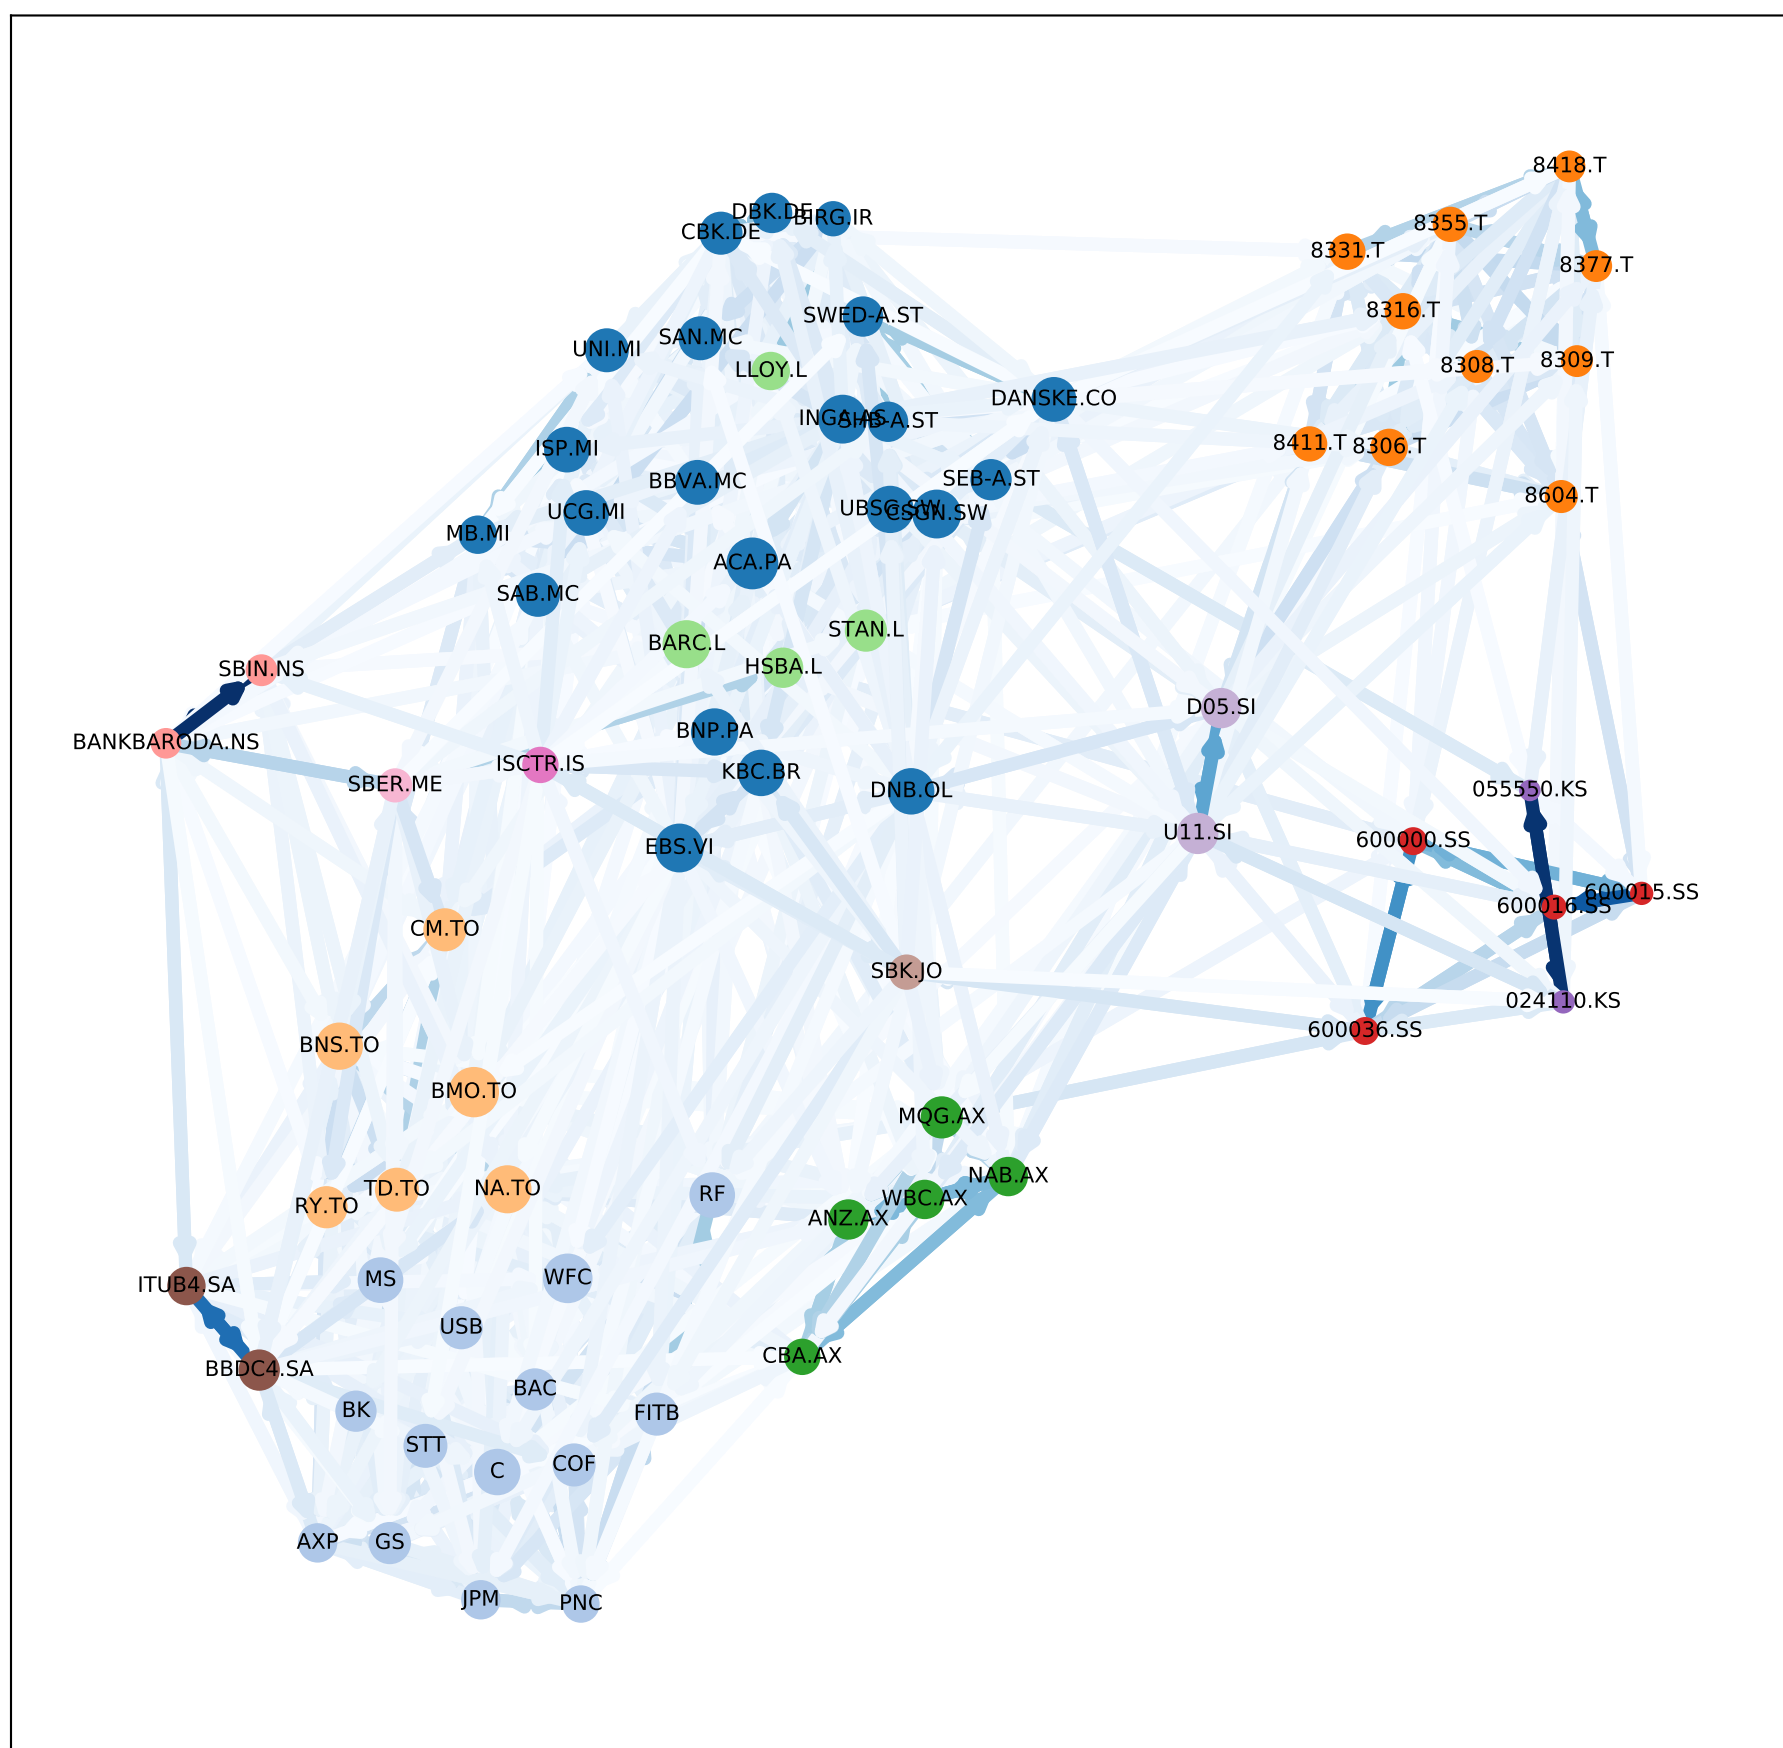 8418.T
DBK.DE
BIRG.IR
8355.T
CBK.DE
8331.T
8377.T
8316.T
SWED-A.ST
SAN.MC
UNI.MI
8309.T
8308.T
LLOY.L
DANSKE.CO
INGA.AS
SHB-A.ST
8411.T
8306.T
ISP.MI
SEB-A.ST
BBVA.MC
8604.T
UBSG.SW
UCG.MI
CSGN.SW
MB.MI
ACA.PA
SAB.MC
STAN.L
BARC.L
HSBA.L
SBIN.NS
D05.SI
BNP.PA
BANKBARODA.NS
ISCTR.IS
KBC.BR
SBER.ME
055550.KS
DNB.OL
U11.SI
600000.SS
EBS.VI
600015.SS
600016.SS
CM.TO
SBK.JO
024110.KS
600036.SS
BNS.TO
BMO.TO
MQG.AX
NAB.AX
TD.TO
NA.TO
RF
WBC.AX
RY.TO
ANZ.AX
WFC
MS
ITUB4.SA
USB
CBA.AX
BBDC4.SA
BAC
BK
FITB
STT
COF
C
AXP
GS
JPM
PNC